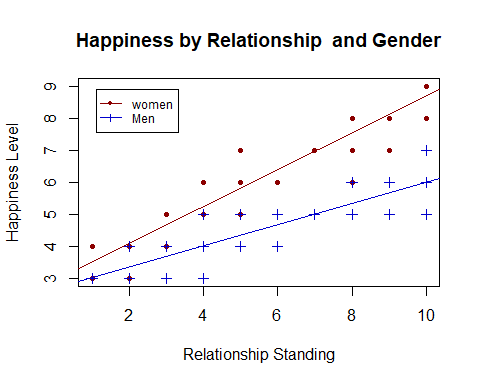 Happiness by Relationship  and Gender
women
Men
Happiness Level
9
8
7
6
5
4
3
2 4 6 8 10
Relationship Standing